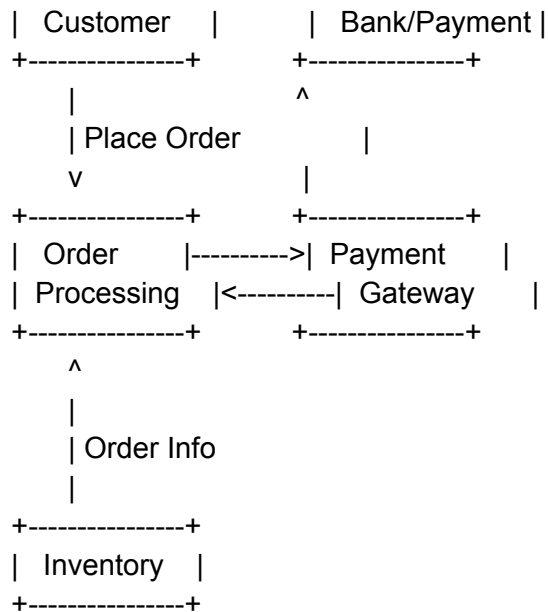 | Customer | | Bank/Payment |
+----------------+ +----------------+
| ^
| Place Order |
v |
+----------------+ +----------------+
| Order |---------->| Payment |
| Processing |<----------| Gateway |
+----------------+ +----------------+
^
|
| Order Info
|
+----------------+
| Inventory |
+----------------+